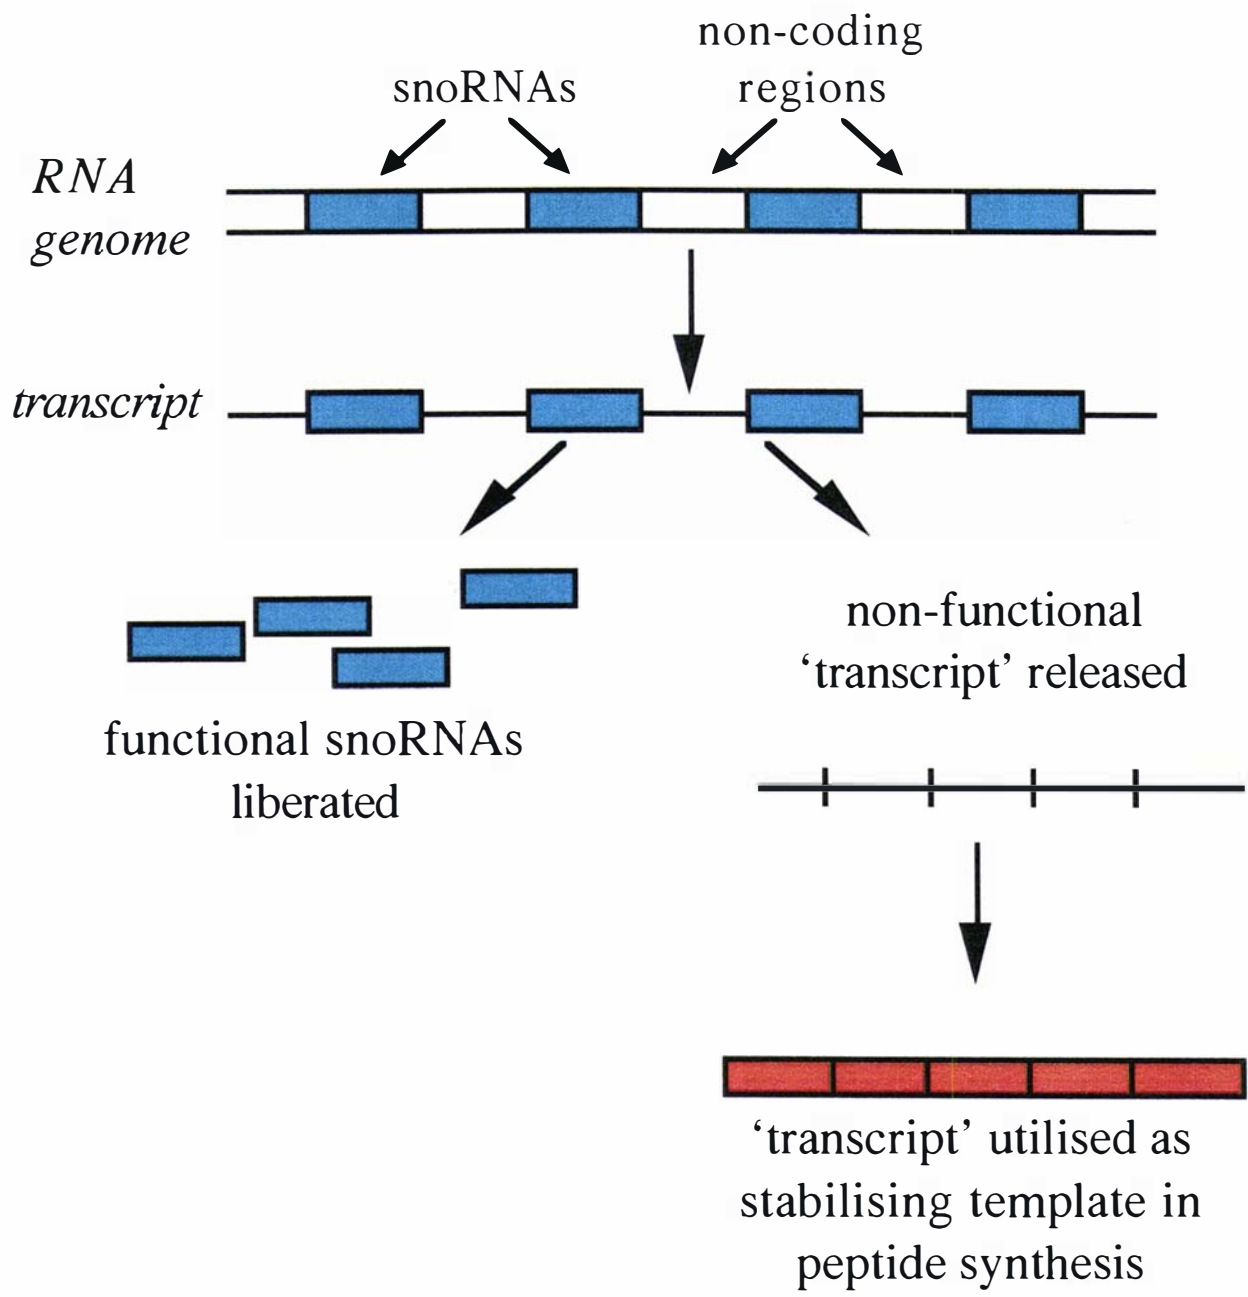 non-coding
regions
snoRNAs
RNA
genome
transcript
functional snoRNAs
liberated
non-functional
‘transcript’ released
‘transcript’ utilised as
stabilising template in
peptide synthesis